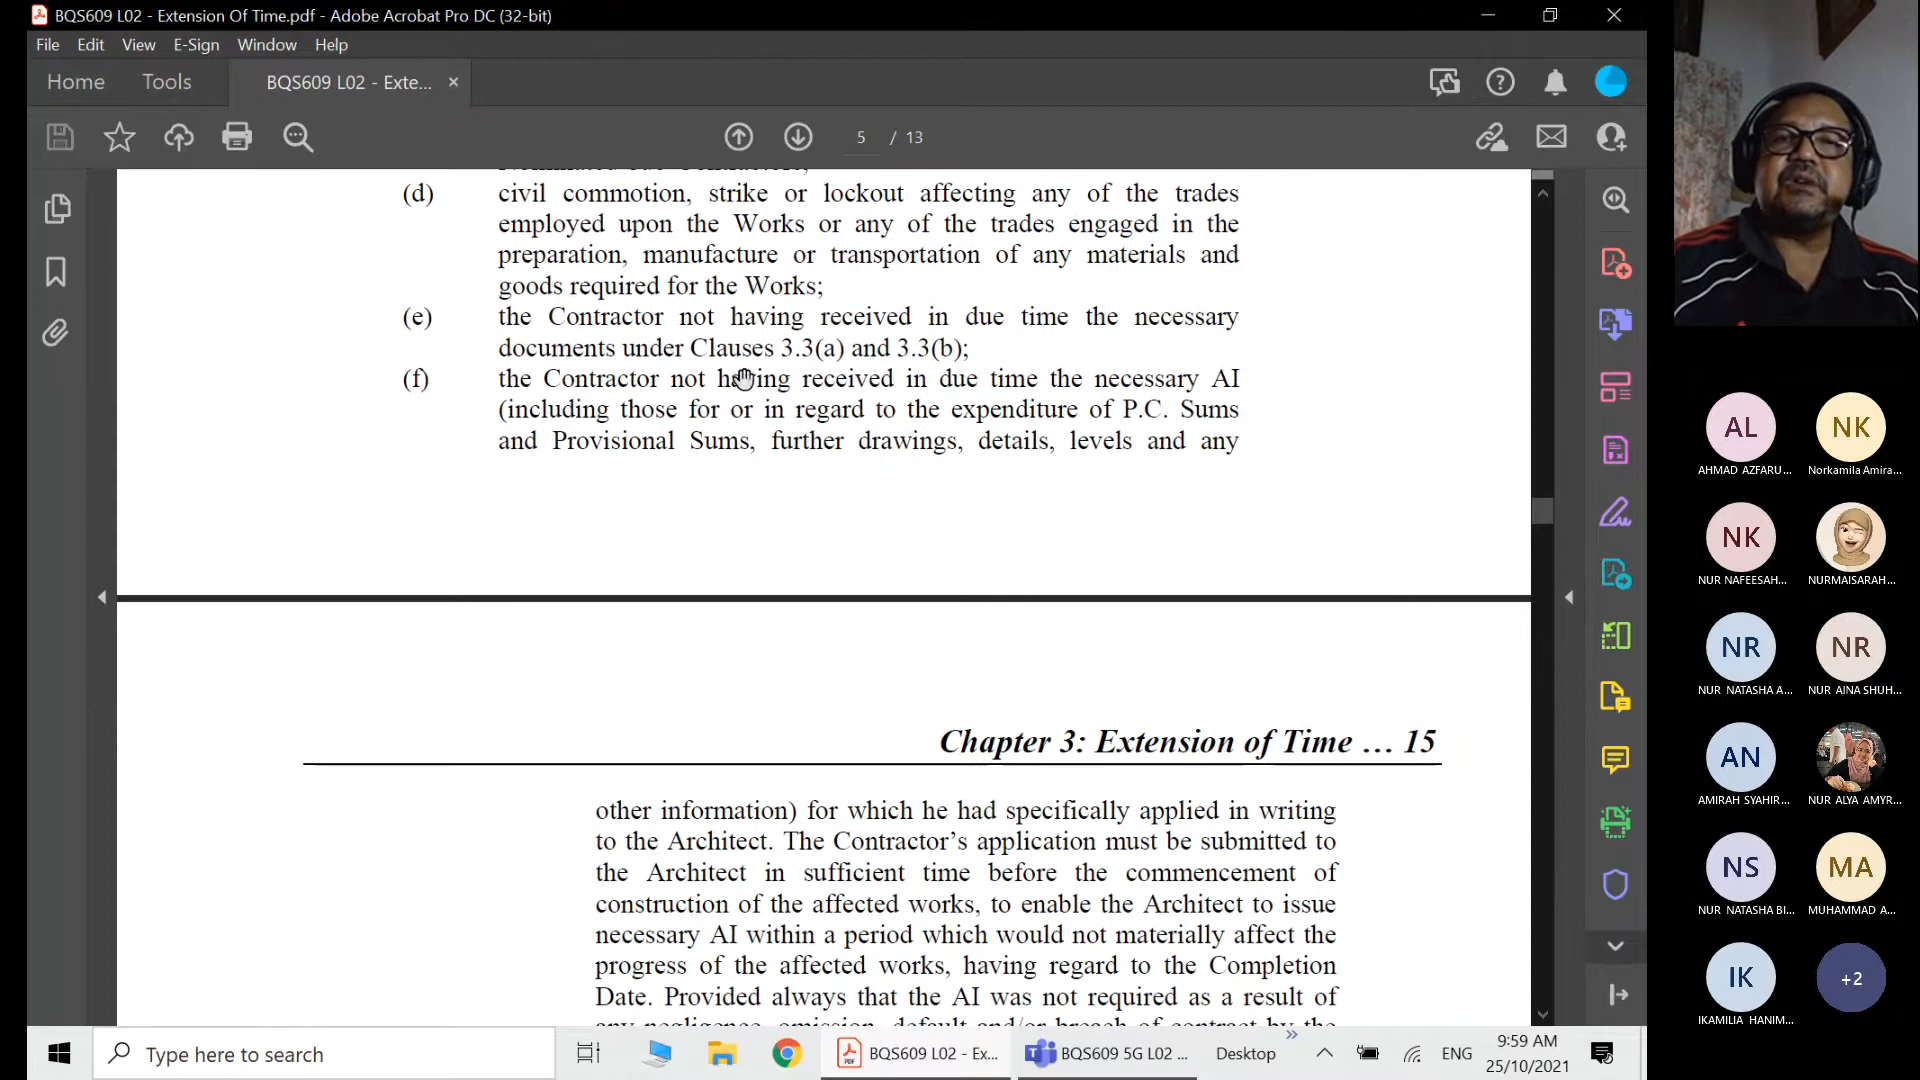 BQS609 L02 - Extension Of Time.pdf - Adobe Acrobat Pro DC (32-bit)
File Edit View E-Sign Window Help
Home Tools BQS609 L02 - Exte... ×
5 / 13
(d) civil commotion, strike or lockout affecting any of the trades
employed upon the Works or any of the trades engaged in the
preparation, manufacture or transportation of any materials and
goods required for the Works;
(e) the Contractor not having received in due time the necessary
documents under Clauses 3.3(a) and 3.3(b);
(f) the Contractor not having received in due time the necessary AI
(including those for or in regard to the expenditure of P.C. Sums
and Provisional Sums, further drawings, details, levels and any
Chapter 3: Extension of Time … 15
other information) for which he had specifically applied in writing
to the Architect. The Contractor’s application must be submitted to
the Architect in sufficient time before the commencement of
construction of the affected works, to enable the Architect to issue
necessary AI within a period which would not materially affect the
progress of the affected works, having regard to the Completion
Date. Provided always that the AI was not required as a result of
any negligence, omission, default and/or breach of contract by the
AL NK
AHMAD AZFARU... Norkamila Amira...
NK
NUR NAFEESAH... NURMAISARAH...
NR NR
NUR NATASHA A... NUR AINA SHUH...
AN
AMIRAH SYAHIR... NUR ALYA AMYR...
NS MA
NUR NATASHA BI... MUHAMMAD A...
IK +2
IKAMILIA HANIM...
Type here to search
BQS609 L02 - Ex...
BQS609 5G L02 ...
Desktop
ENG
9:59 AM
25/10/2021